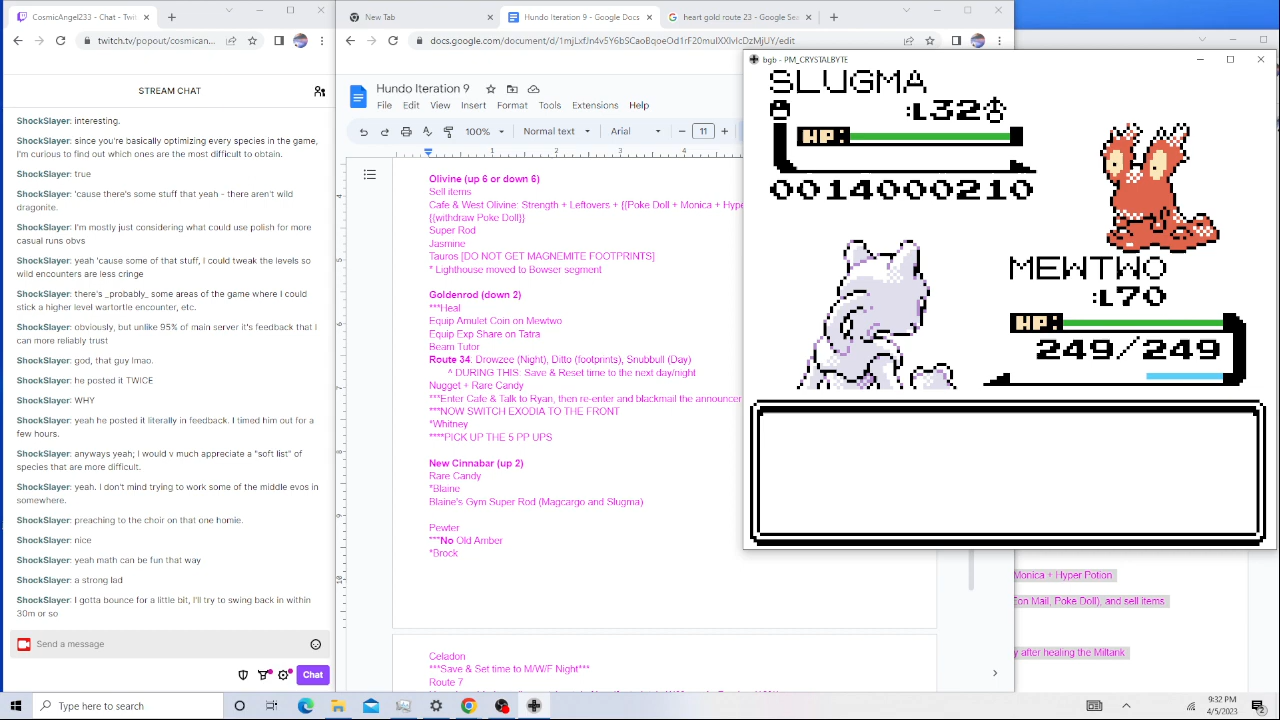 CosmicAngel233 - Chat - Twit
twitch.tv/popout/cosmican
STREAM CHAT
ShockSlayer: interesting.
ShockSlayer: since you're basically optimizing every species in the game,
I'm curious to find out which ones are the most difficult to obtain.
ShockSlayer: true
ShockSlayer: 'cause there's some stuff that yeah - there aren't wild
dragonite.
ShockSlayer: I'm mostly just considering what could use polish for more
casual runs obvs
ShockSlayer: yeah 'cause some of that stuff, I could tweak the levels so
wild encounters are less cringe
ShockSlayer: there's _probably_ some areas of the game where I could
stick a higher level wartortle encounter, etc.
ShockSlayer: obviously, but unlike 95% of /nain server it's feedback that I
can more reliably trust
ShockSlayer: god, that guy lmao.
ShockSlayer: he posted it TWICE
ShockSlayer: WHY
ShockSlayer: yeah he posted it literally in feedback. I timed him out for a
few hours.
ShockSlayer: anyways yeah; I would v much appreciate a "soft list" of
species that are more difficult.
ShockSlayer: yeah. I don't mind trying to work some of the middle evos in
somewhere.
ShockSlayer: preaching to the choir on that one homie.
ShockSlayer: nice
ShockSlayer: yeah math can be fun that way
ShockSlayer: a strong lad
ShockSlayer: I gotta bounce for a little bit, I'll try to swing back in within
30m or so
Send a message
Chat
New Tab
Hundo Iteration 9 - Google Docs
heart gold route 23 - Google Sea
Hundo Iteration 9
File Edit View Insert Format Tools Extensions Help
100% Normal text Arial 11
1 2 3 4
Olivine (up 6 or down 6)
Sell items
Cafe & West Olivine: Strength + Leftovers + {{Poke Doll + Monica + Hype
{{withdraw Poke Doll}}
Super Rod
Jasmine
Tauros [DO NOT GET MAGNEMITE FOOTPRINTS]
* Lighthouse moved to Bowser segment
Goldenrod (down 2)
***Heal
Equip Amulet Coin on Mewtwo
Equip Exp Share on Tatra
Beam Tutor
Route 34: Drowzee (Night), Ditto (footprints), Snubbull (Day)
^ DURING THIS: Save & Reset time to the next day/night
Nugget + Rare Candy
***Enter Cafe & Talk to Ryan, then re-enter and blackmail the announcer
***NOW SWITCH EXODIA TO THE FRONT
*Whitney
****PICK UP THE 5 PP UPS
New Cinnabar (up 2)
Rare Candy
*Blaine
Blaine's Gym Super Rod (Magcargo and Slugma)
Pewter
***No Old Amber
*Brock
Celadon
***Save & Set time to M/W/F Night***
Route 7
bgb - PM_CRYSTALBYTE
SLUGMA
:L32♂
HP:
0014000210
MEWTWO
:L70
HP:
249/249
Monica + Hyper Potion
Eon Mail, Poke Doll), and sell items
y after healing the Miltank
Type here to search
9:32 PM
4/5/2023
2